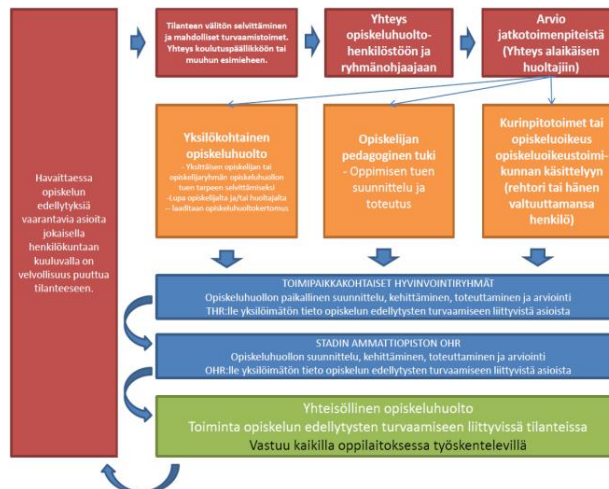 Havaittaessa
opiskelun
edellytyksiä
vaarantavia asioita
jokaisella
henkilökuntaan
kuuluvalla on
velvollisuus puuttua
tilanteeseen.
Tilanteen välitön selvittäminen
ja mahdolliset turvaamistoimet.
Yhteys koulutuspäällikköön tai
muuhun esimieheen.
Yhteys
opiskeluhuolto-
henkilöstöön ja
ryhmänohjaajaan
Arvio
jatkotoimenpiteistä
(Yhteys alaikäisen
huoltajiin)
Yksilökohtainen
opiskeluhuolto
- Yksittäisen opiskelijan tai
opiskelijaryhmän opiskeluhuollon
tuen tarpeen selvittämiseksi
-Lupa opiskelijalta ja/tai huoltajalta
– laaditaan opiskeluhuoltokertomus
Opiskelijan
pedagoginen tuki
- Oppimisen tuen
suunnittelu ja
toteutus
Kurinpitotoimet tai
opiskeluoikeus
opiskeluoikeustoimi-
kunnan käsittelyyn
(rehtori tai hänen
valtuuttamansa
henkilö)
TOIMIPAIKKAKOHTAISET HYVINVOINTIRYHMÄT
Opiskeluhuollon paikallinen suunnittelu, kehittäminen, toteuttaminen ja arviointi
THR:lle yksilöimätön tieto opiskelun edellytysten turvaamiseen liittyvistä asioista
STADIN AMMATTIOPISTON OHR
Opiskeluhuollon suunnittelu, kehittäminen, toteuttaminen ja arviointi
OHR:lle yksilöimätön tieto opiskelun edellytysten turvaamiseen liittyvistä asioista
Yhteisöllinen opiskeluhuolto
Toiminta opiskelun edellytysten turvaamiseen liittyvissä tilanteissa
Vastuu kaikilla oppilaitoksessa työskentelevillä